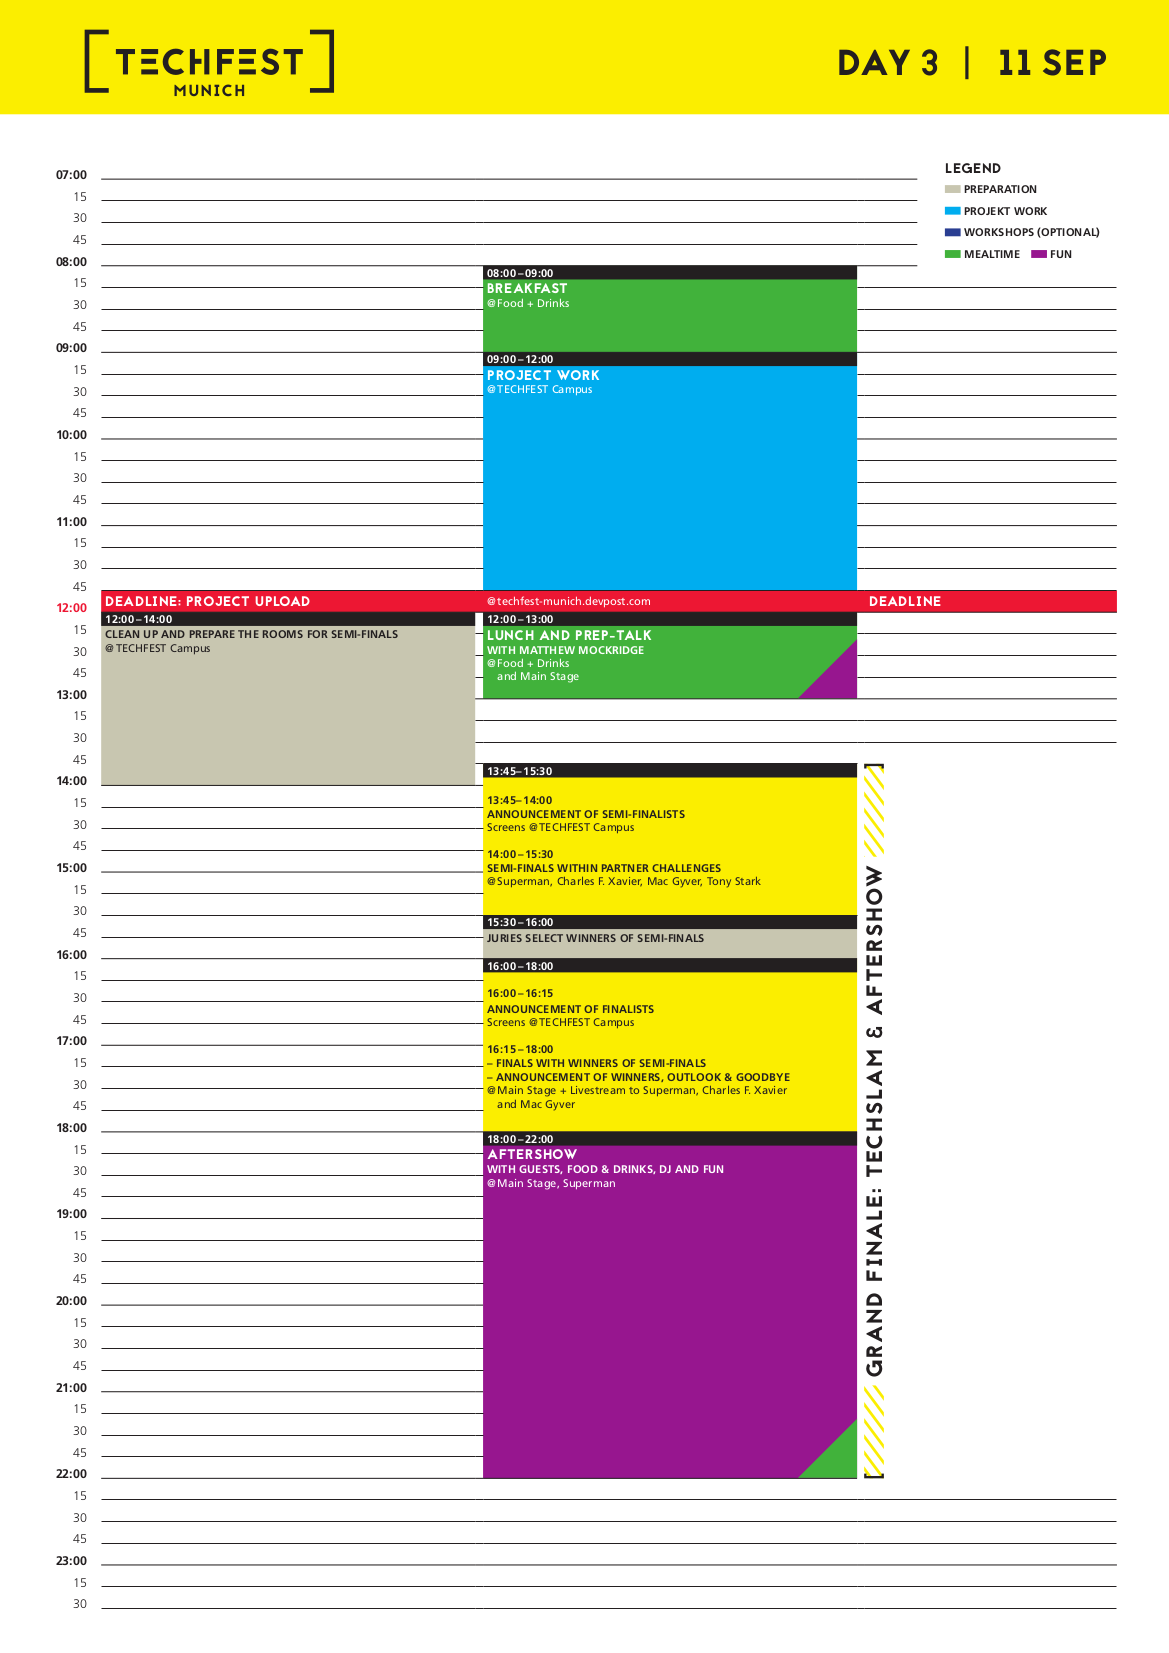 TECHFEST
MUNICH
DAY 3 | 11 SEP
LEGEND
PREPARATION
PROJEKT WORK
WORKSHOPS (OPTIONAL)
MEALTIME FUN
07:00
15
30
45
08:00
08:00–09:00
15
BREAKFAST
30
@Food + Drinks
45
09:00
09:00–12:00
15
PROJECT WORK
30
@TECHFEST Campus
45
10:00
15
30
45
11:00
15
30
45
DEADLINE: PROJECT UPLOAD @techfest-munich.devpost.com DEADLINE
12:00
12:00–14:00
CLEAN UP AND PREPARE THE ROOMS FOR SEMI-FINALS
@TECHFEST Campus
12:00–13:00
LUNCH AND PREP-TALK
WITH MATTHEW MOCKRIDGE
@Food + Drinks
and Main Stage
15
30
45
13:00
15
30
45
13:45–15:30
14:00
13:45–14:00
ANNOUNCEMENT OF SEMI-FINALISTS
Screens @TECHFEST Campus
15
30
45
14:00–15:30
SEMI-FINALS WITHIN PARTNER CHALLENGES
@Superman, Charles F. Xavier, Mac Gyver, Tony Stark
15:00
15
30
15:30–16:00
JURIES SELECT WINNERS OF SEMI-FINALS
45
16:00
16:00–18:00
15
16:00–16:15
ANNOUNCEMENT OF FINALISTS
Screens @TECHFEST Campus
30
45
17:00
16:15–18:00
– FINALS WITH WINNERS OF SEMI-FINALS
– ANNOUNCEMENT OF WINNERS, OUTLOOK & GOODBYE
@Main Stage + Livestream to Superman, Charles F. Xavier
and Mac Gyver
15
30
45
18:00
18:00–22:00
AFTERSHOW
WITH GUESTS, FOOD & DRINKS, DJ AND FUN
@Main Stage, Superman
15
30
45
19:00
15
30
45
20:00
15
30
45
21:00
15
30
45
22:00
15
30
45
23:00
15
30
[ GRAND FINALE: TECHSLAM & AFTERSHOW ]